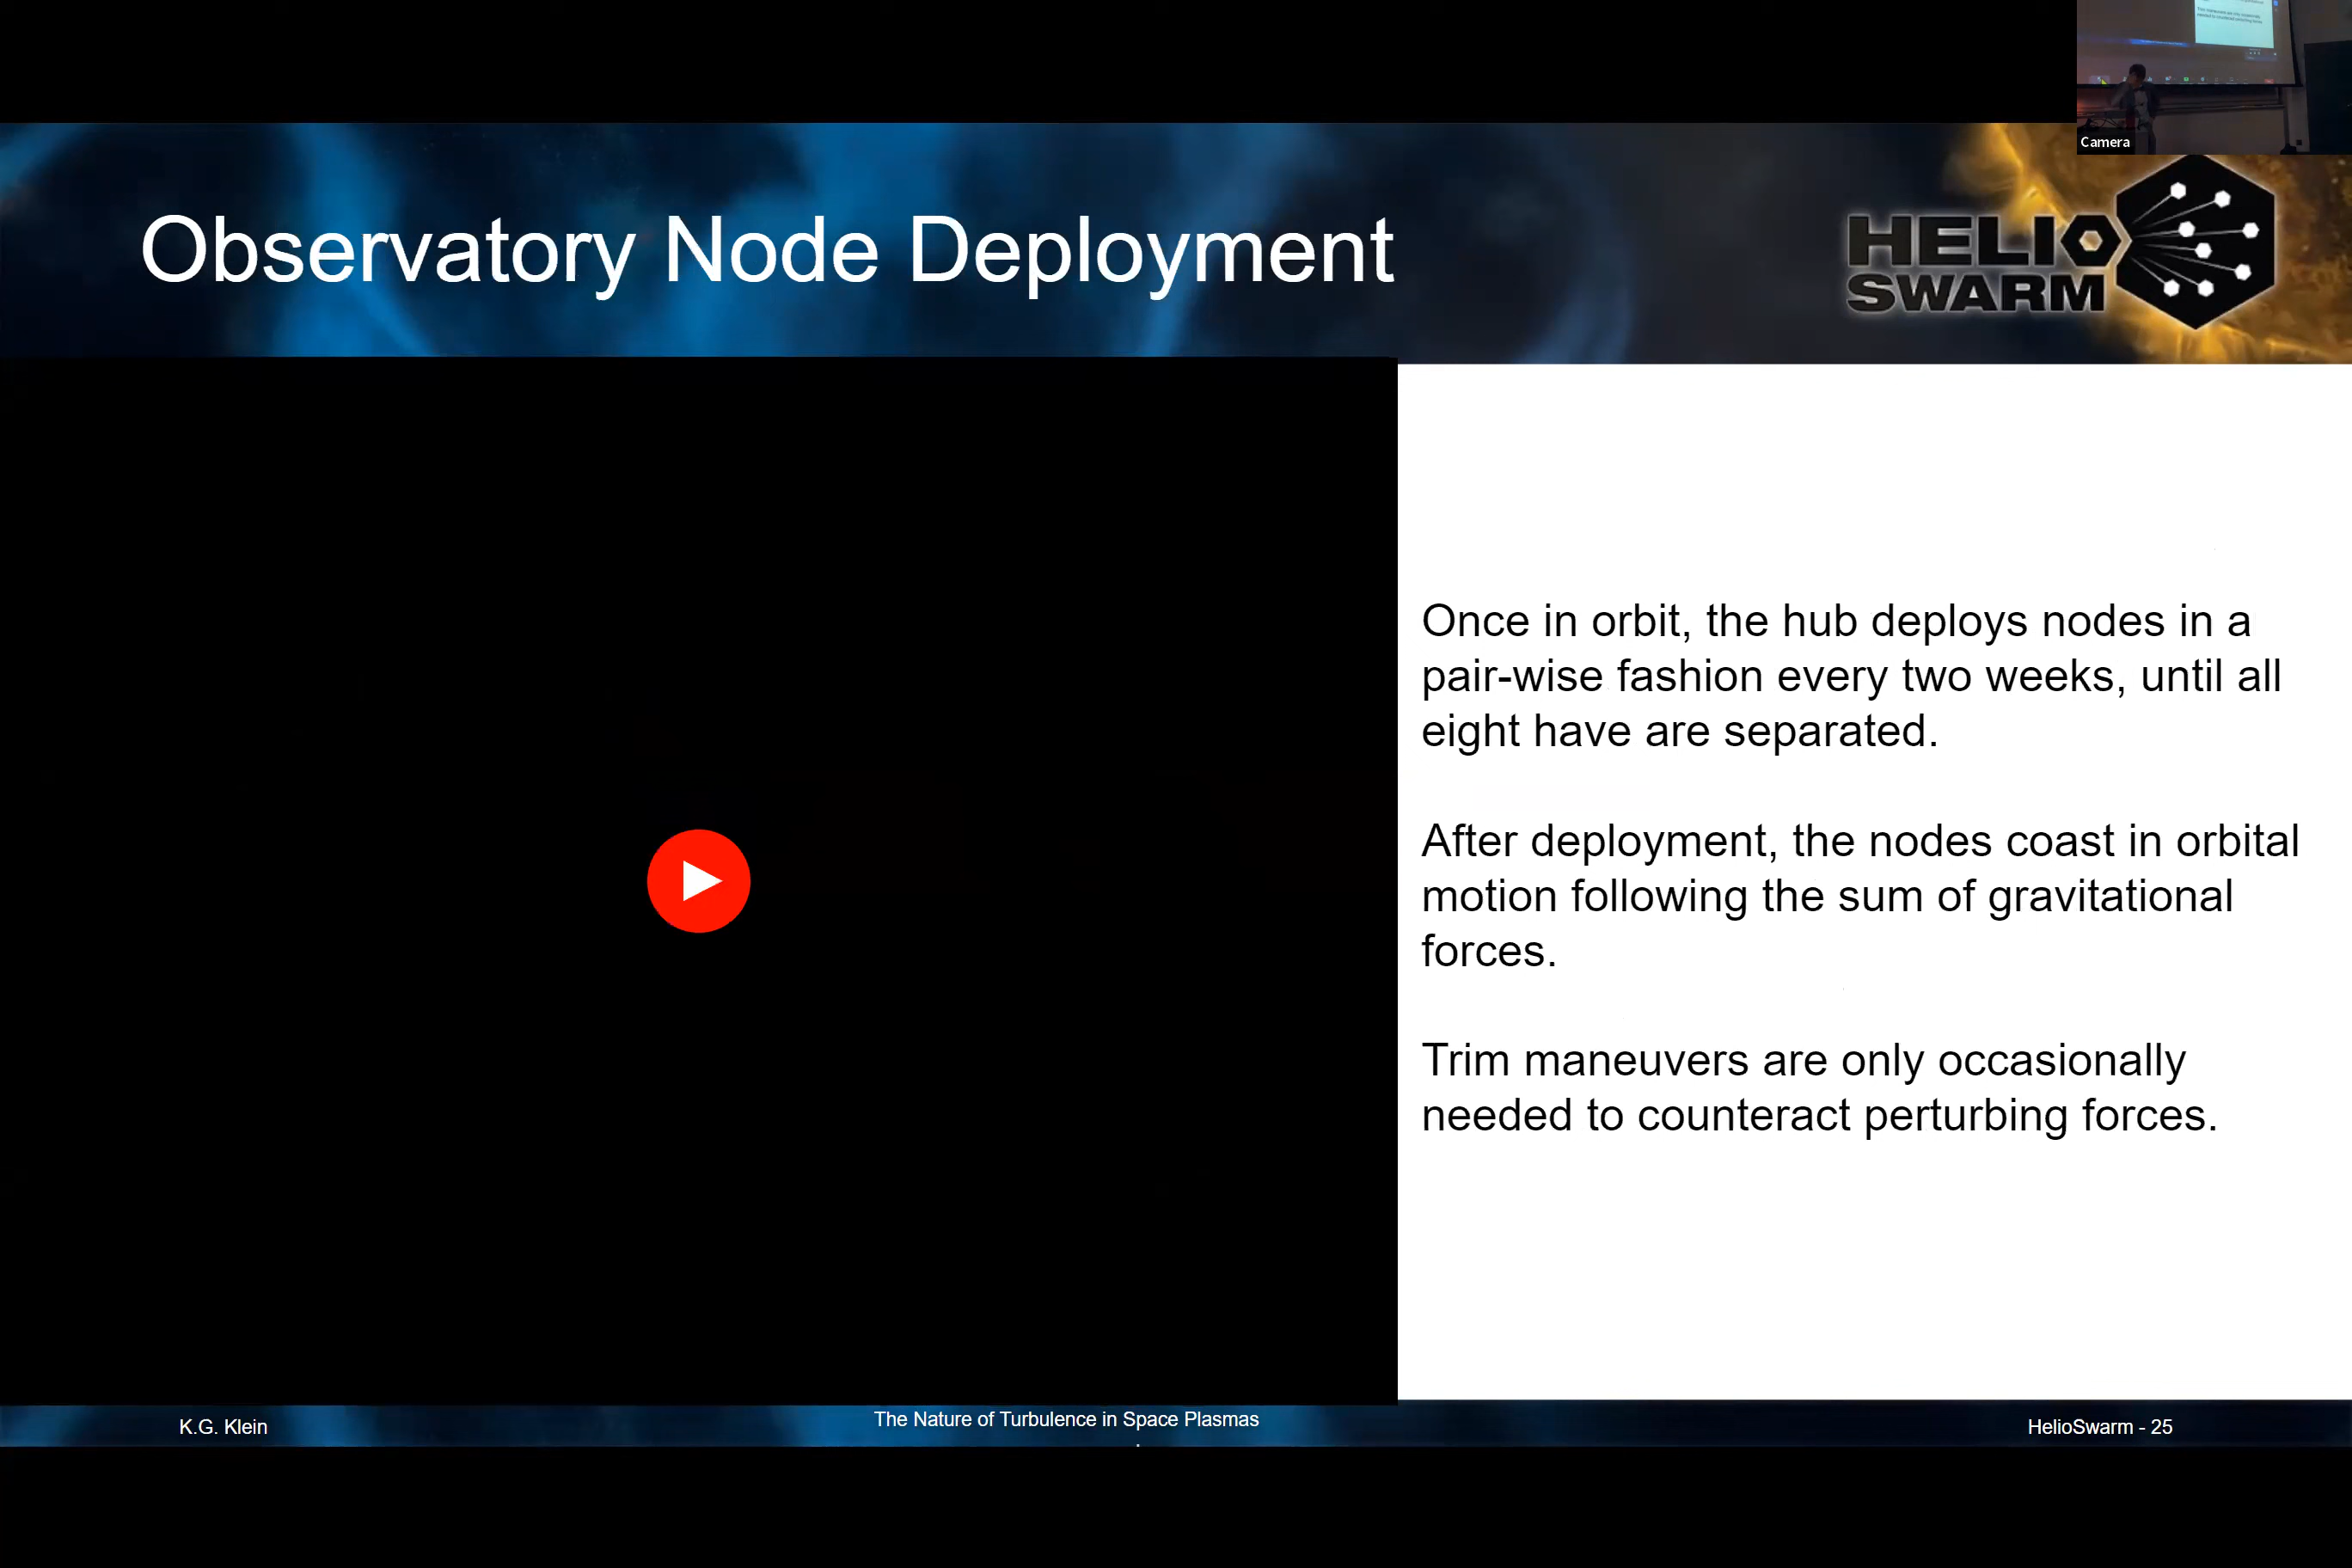 Camera
Observatory Node Deployment
HELIO
SWARM
Once in orbit, the hub deploys nodes in a
pair-wise fashion every two weeks, until all
eight have are separated.
After deployment, the nodes coast in orbital
motion following the sum of gravitational
forces.
Trim maneuvers are only occasionally
needed to counteract perturbing forces.
K.G. Klein
The Nature of Turbulence in Space Plasmas
HelioSwarm - 25